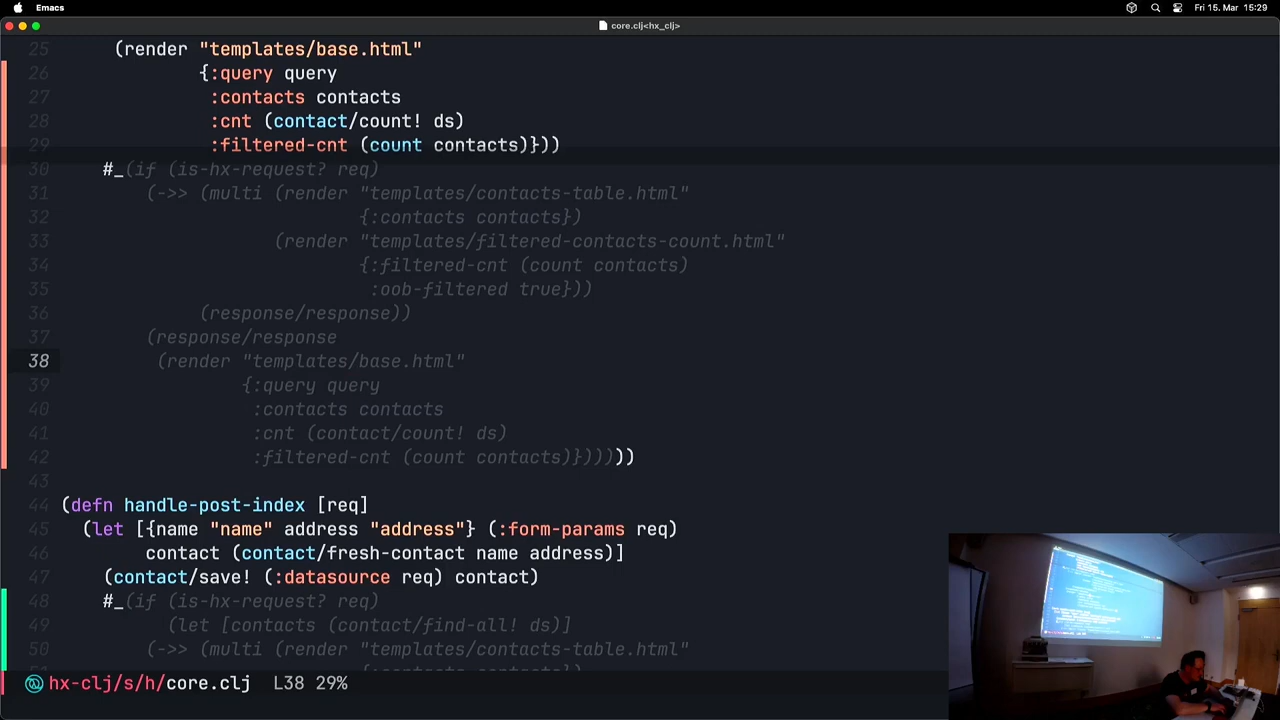 Emacs
Fri 15. Mar 15:29
core.clj<hx_clj>
25 (render "templates/base.html"
26 {:query query
27 :contacts contacts
28 :cnt (contact/count! ds)
29 :filtered-cnt (count contacts)}))
30 #_(if (is-hx-request? req)
31 (->> (multi (render "templates/contacts-table.html"
32 {:contacts contacts})
33 (render "templates/filtered-contacts-count.html"
34 {:filtered-cnt (count contacts)
35 :oob-filtered true}))
36 (response/response))
37 (response/response
38 (render "templates/base.html"
39 {:query query
40 :contacts contacts
41 :cnt (contact/count! ds)
42 :filtered-cnt (count contacts)}))))))
43
44 (defn handle-post-index [req]
45 (let [{name "name" address "address"} (:form-params req)
46 contact (contact/fresh-contact name address)]
47 (contact/save! (:datasource req) contact)
48 #_(if (is-hx-request? req)
49 (let [contacts (contact/find-all! ds)]
50 (->> (multi (render "templates/contacts-table.html"
hx-clj/s/h/core.clj L38 29%